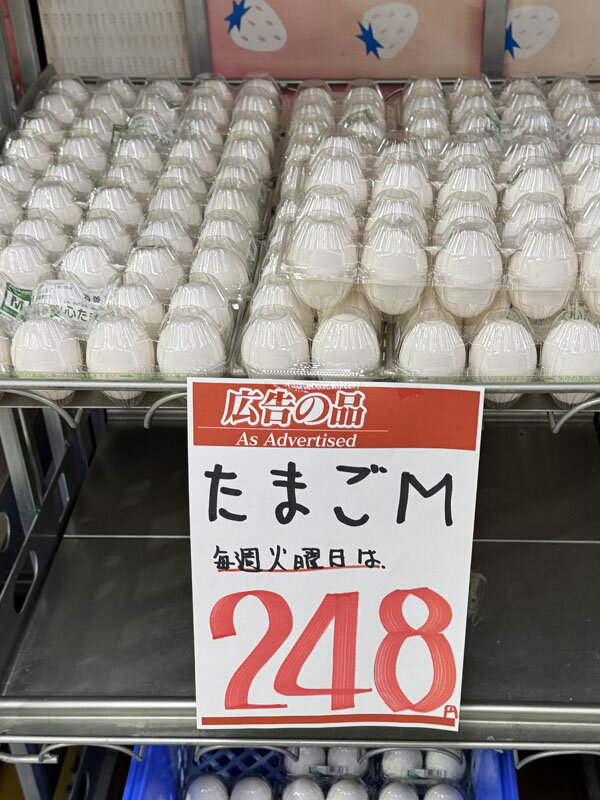 広告の品
As Advertised
たまごM
毎週火曜日は、
248
円